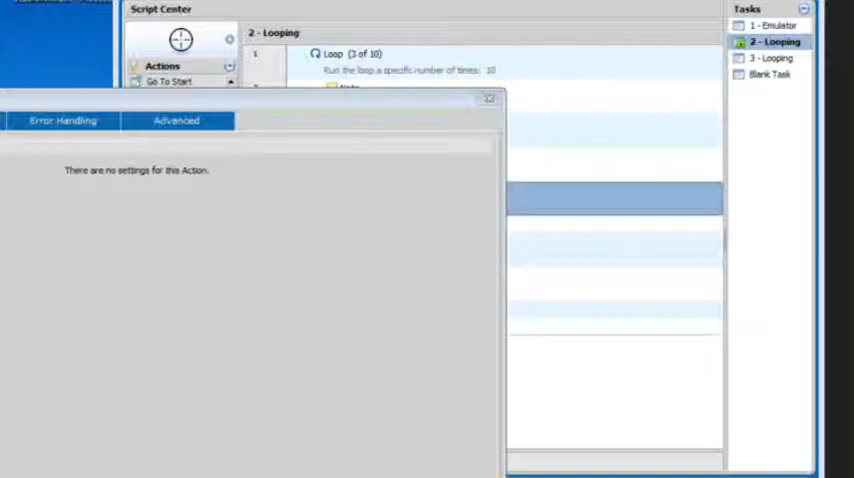 Script Center
Tasks
2 - Looping
1 - Emulator
2 - Looping
3 - Looping
Blank Task
Actions
Go To Start
1
Loop (3 of 10)
Run the loop a specific number of times: 10
Error Handling
Advanced
There are no settings for this Action.